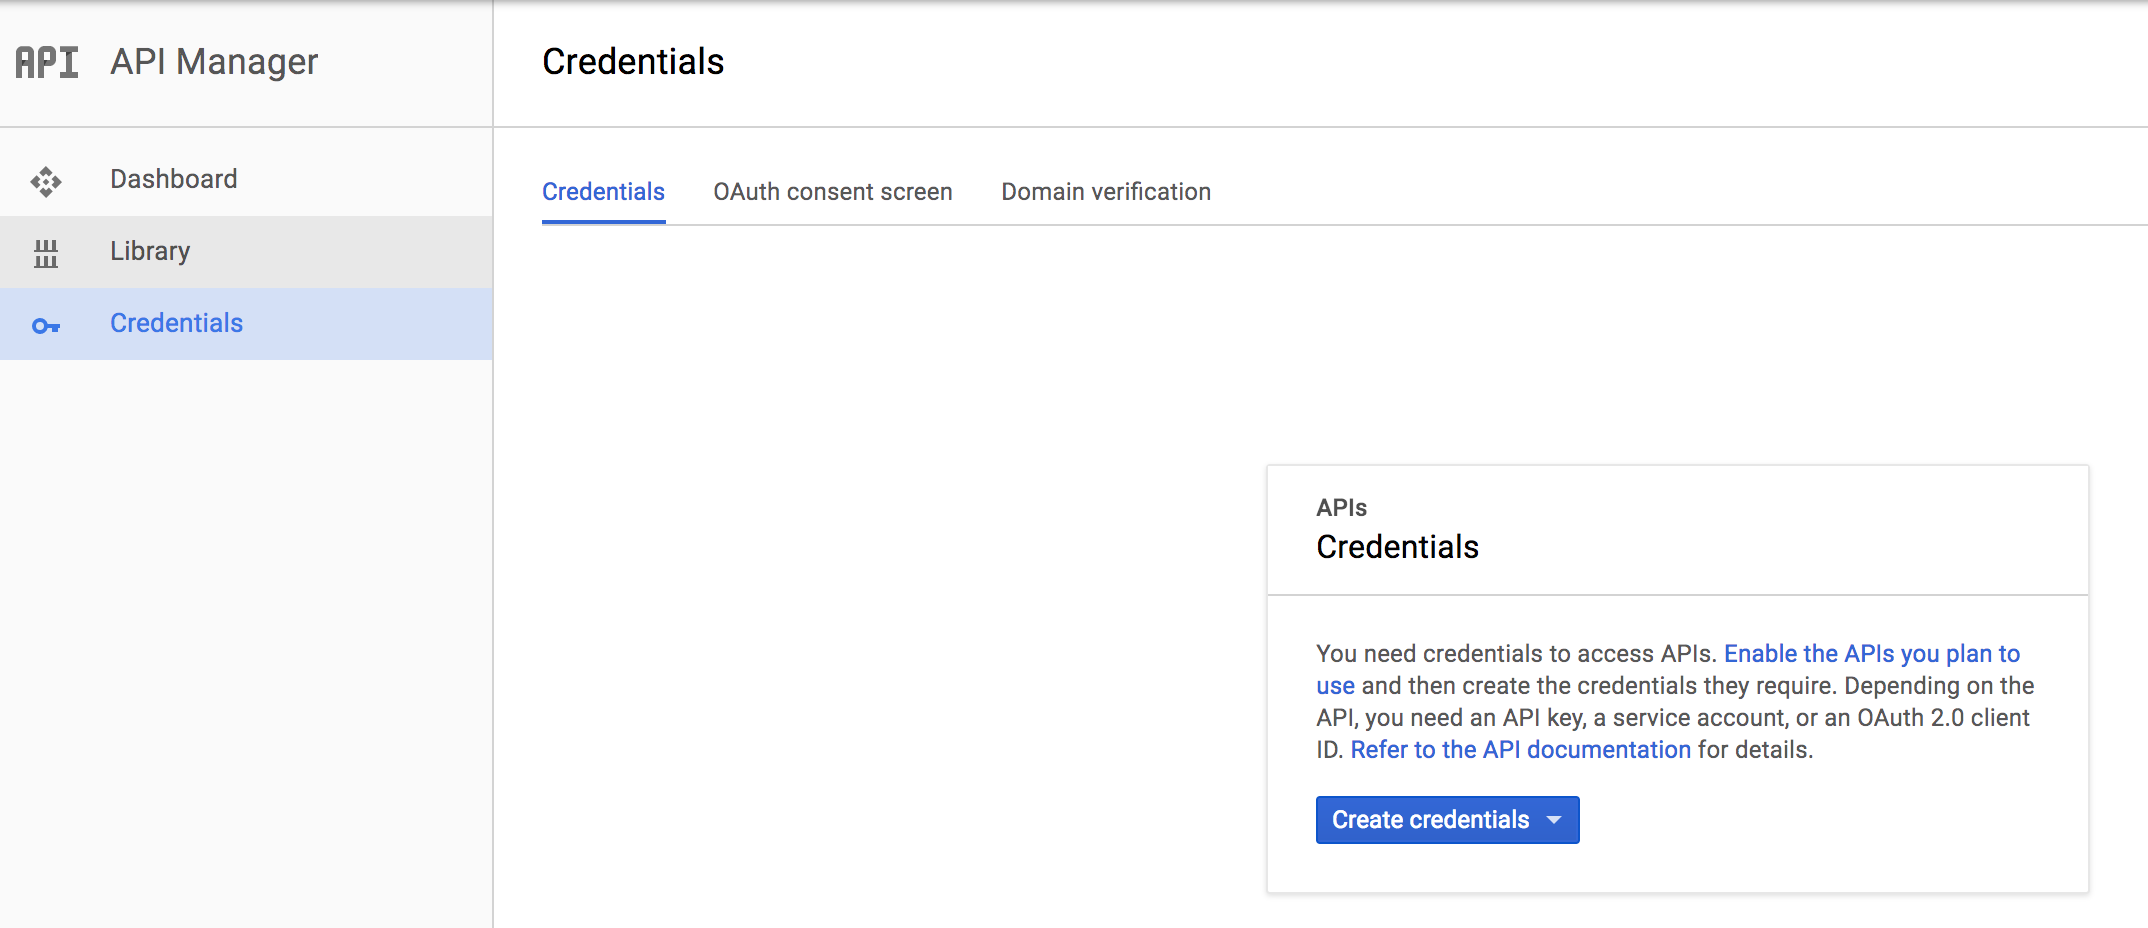 API API Manager
Credentials
Dashboard
Library
Credentials
Credentials OAuth consent screen Domain verification
APIs
Credentials
You need credentials to access APIs. Enable the APIs you plan to
use and then create the credentials they require. Depending on the
API, you need an API key, a service account, or an OAuth 2.0 client
ID. Refer to the API documentation for details.
Create credentials